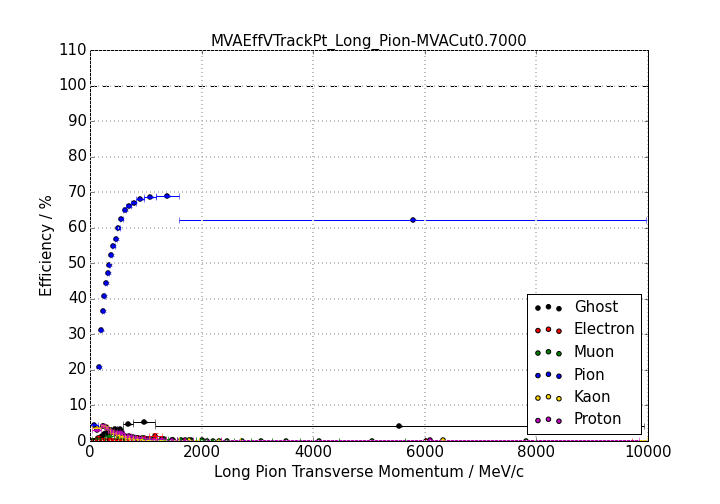 MVAEffVTrackPt_Long_Pion-MVACut0.7000
110
100
90
80
70
60
50
40
30
20
10
0
Efficiency / %
Ghost
Electron
Muon
Pion
Kaon
Proton
0 2000 4000 6000 8000 10000
Long Pion Transverse Momentum / MeV/c